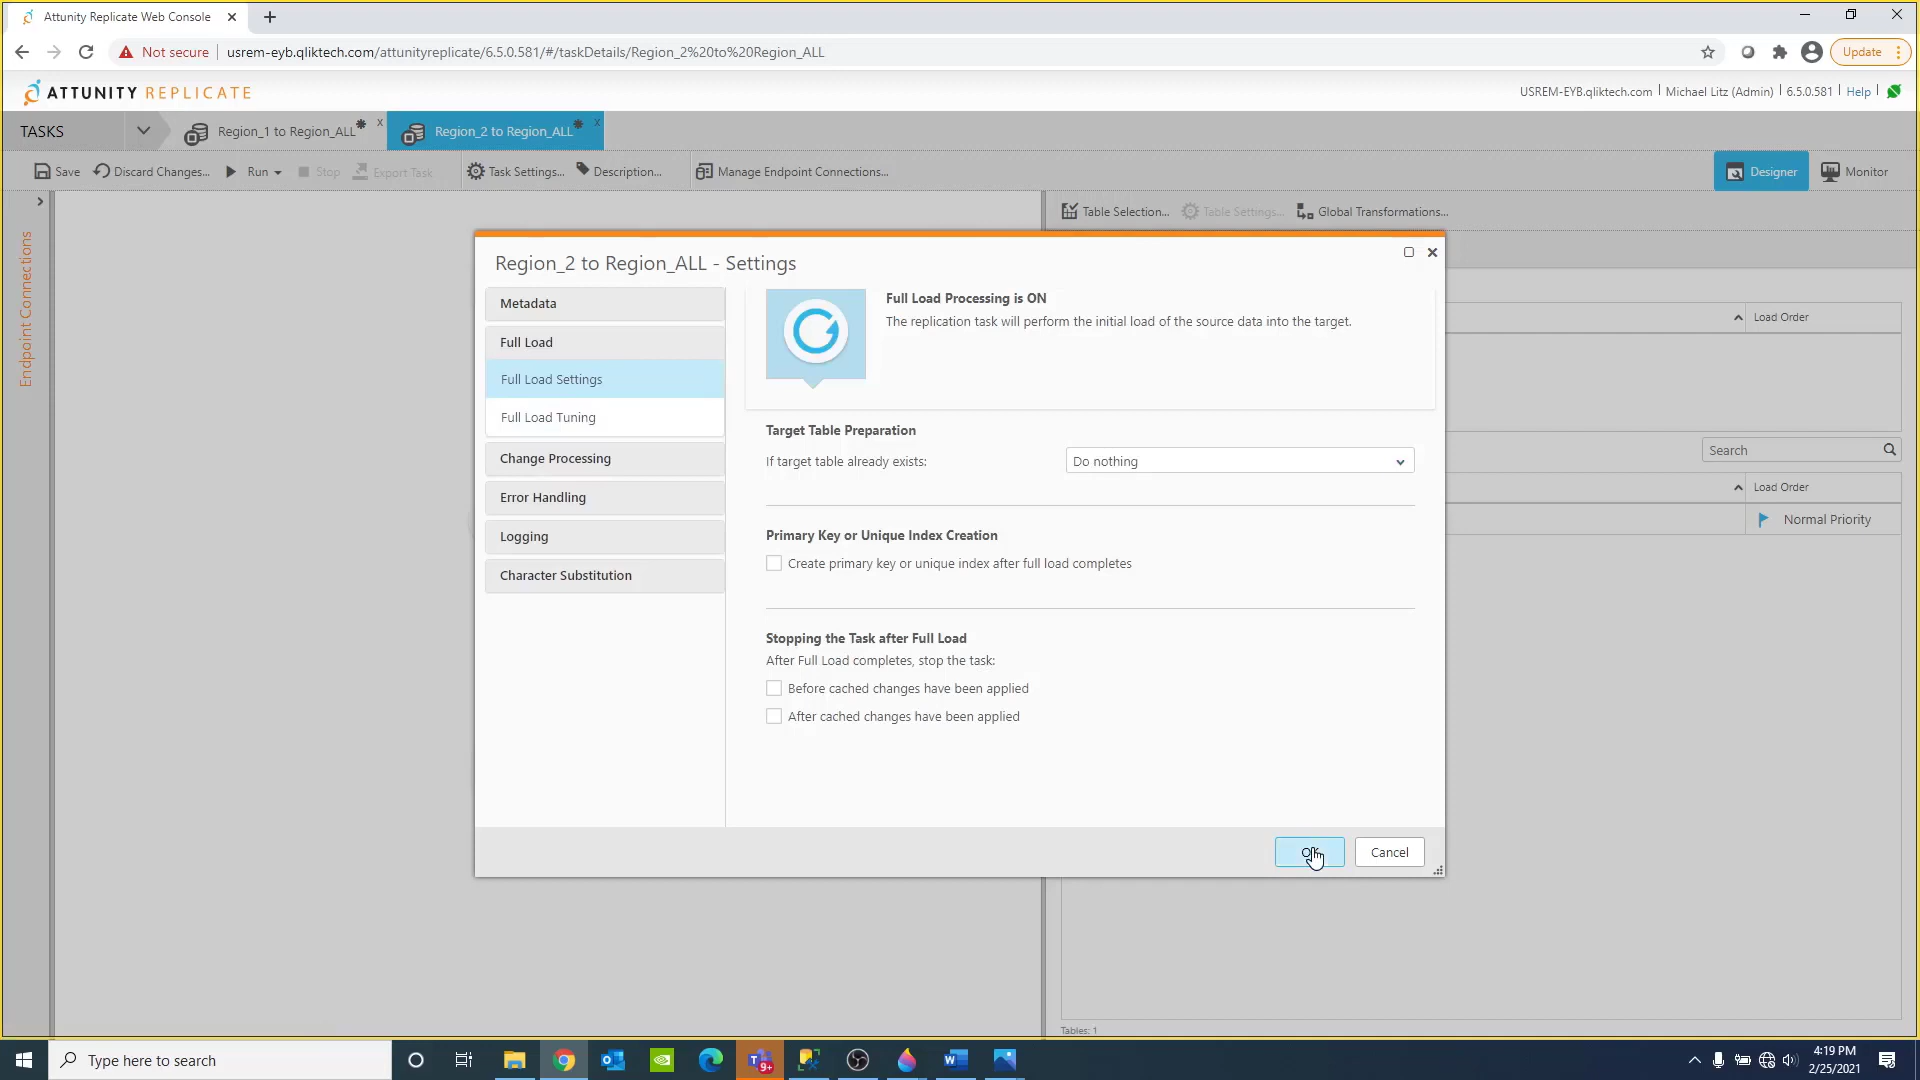 Attunity Replicate Web Console
Not secure
usrem-eyb.qliktech.com/attunityreplicate/6.5.0.581/#/taskDetails/Region_2%20to%20Region_ALL
Update
ATTUNITY REPLICATE
USREM-EYB.qliktech.com Michael Litz (Admin) 6.5.0.581 Help
TASKS
Region_1 to Region_ALL * x
Region_2 to Region_ALL * x
Save Discard Changes... Run Stop Export Task Task Settings... Description... Manage Endpoint Connections... Designer Monitor
Endpoint Connections
Table Selection... Table Settings... Global Transformations...
Region_2 to Region_ALL - Settings
Metadata
Full Load
Full Load Settings
Full Load Tuning
Change Processing
Error Handling
Logging
Character Substitution
Full Load Processing is ON
The replication task will perform the initial load of the source data into the target.
Target Table Preparation
If target table already exists: Do nothing
Primary Key or Unique Index Creation
Create primary key or unique index after full load completes
Stopping the Task after Full Load
After Full Load completes, stop the task:
Before cached changes have been applied
After cached changes have been applied
OK Cancel
Load Order
Search
Load Order
Normal Priority
Tables: 1
Type here to search
9+
4:19 PM
2/25/2021